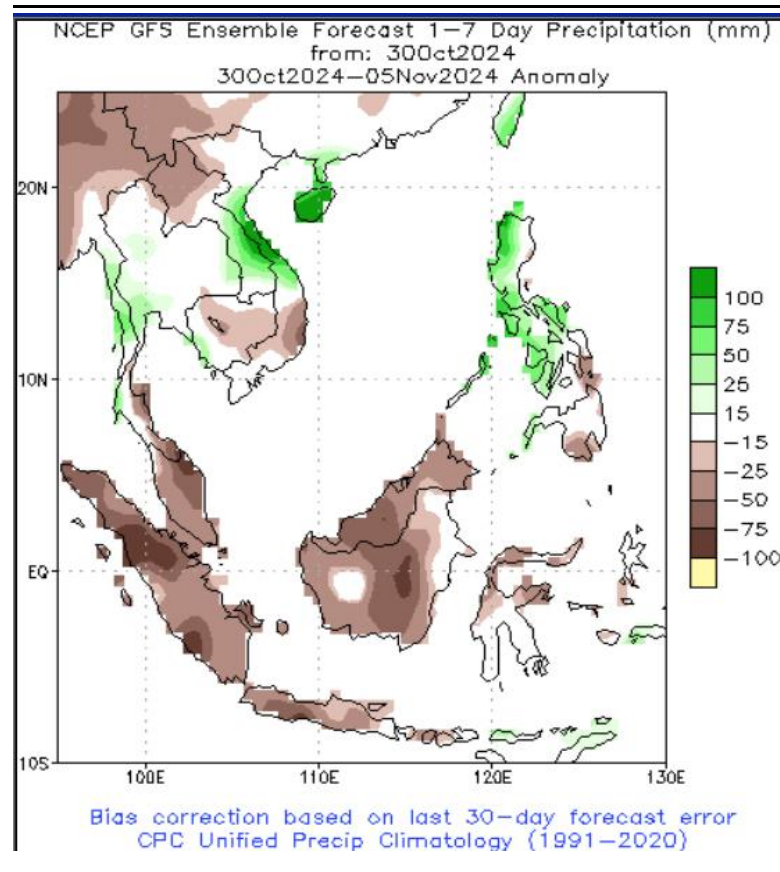 NCEP GFS Ensemble Forecast 1–7 Day Precipitation (mm)
from: 30Oct2024
30Oct2024–05Nov2024 Anomaly
20N
10N
EQ
10S
100E
110E
120E
130E
100
75
50
25
15
−15
−25
−50
−75
−100
Bias correction based on last 30–day forecast error
CPC Unified Precip Climatology (1991–2020)